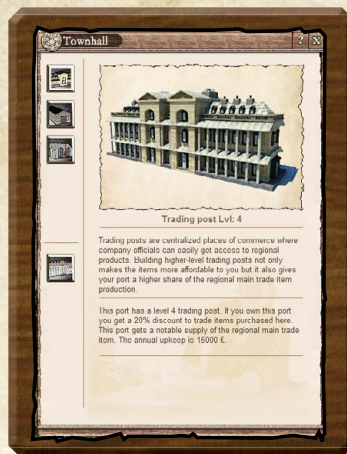 Townhall
? X
Trading post Lvl: 4
Trading posts are centralized places of commerce where
company officials can easily get access to regional
products. Building higher-level trading posts not only
makes the items more affordable to you but it also gives
your port a higher share of the regional main trade item
production.
This port has a level 4 trading post. If you own this port
you get a 20% discount to trade items purchased here.
This port gets a notable supply of the regional main trade
item. The annual upkeep is 15000 £.